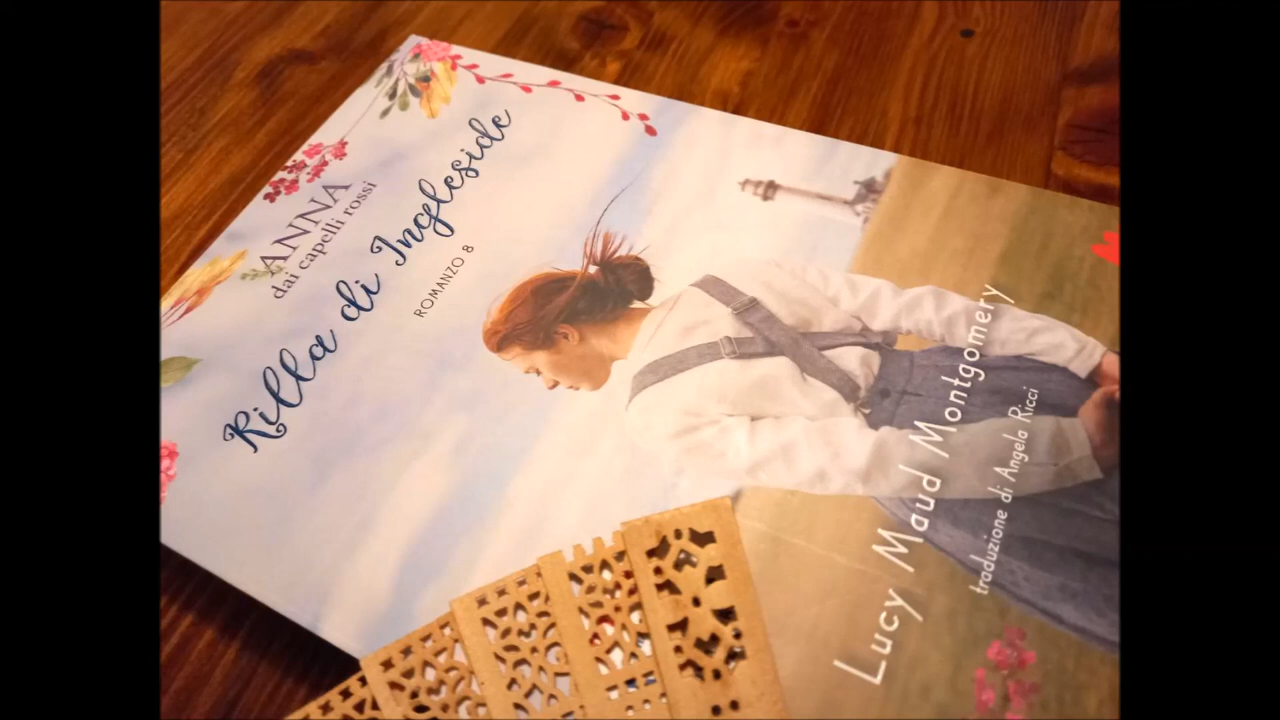 ANNA
dai capelli rossi
Rilla di Ingleside
ROMANZO 8
Lucy Maud Montgomery
traduzione di Angela Ricci